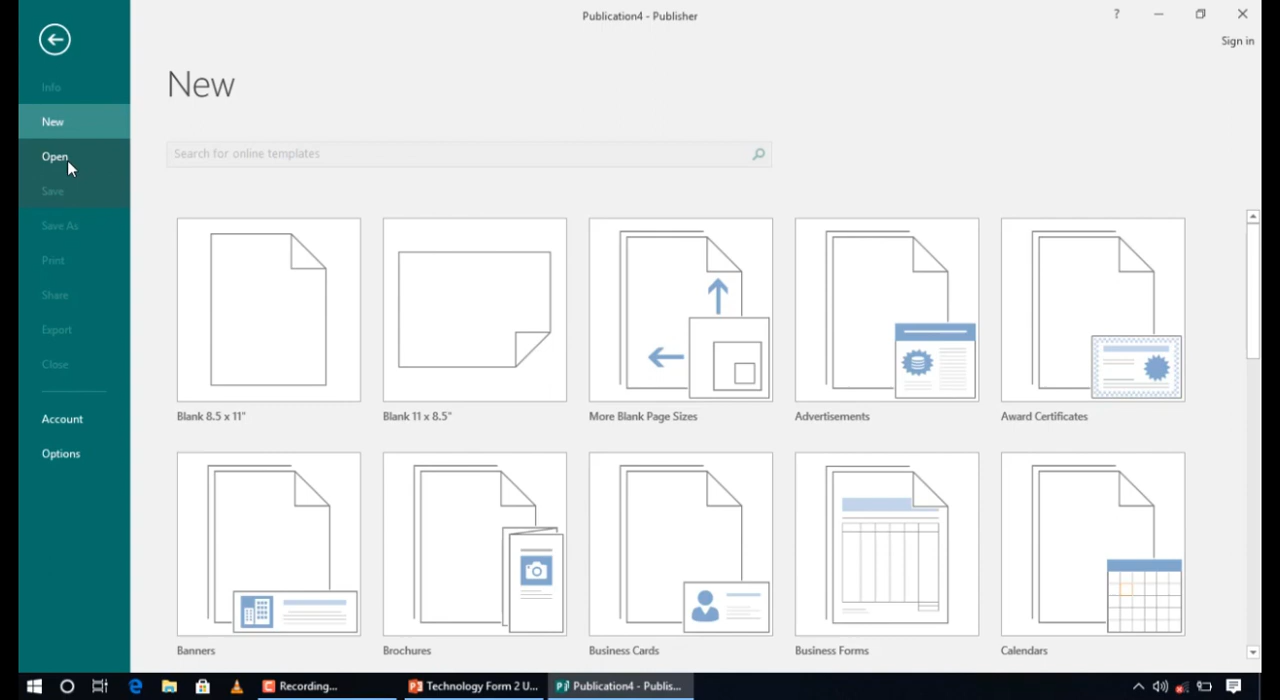 Publication4 - Publisher
?
Sign in
Info
New
Open
Save
Save As
Print
Share
Export
Close
Account
Options
New
Search for online templates
Blank 8.5 x 11"
Blank 11 x 8.5"
More Blank Page Sizes
Advertisements
Award Certificates
Banners
Brochures
Business Cards
Business Forms
Calendars
Recording...
Technology Form 2 U...
Publication4 - Publis...